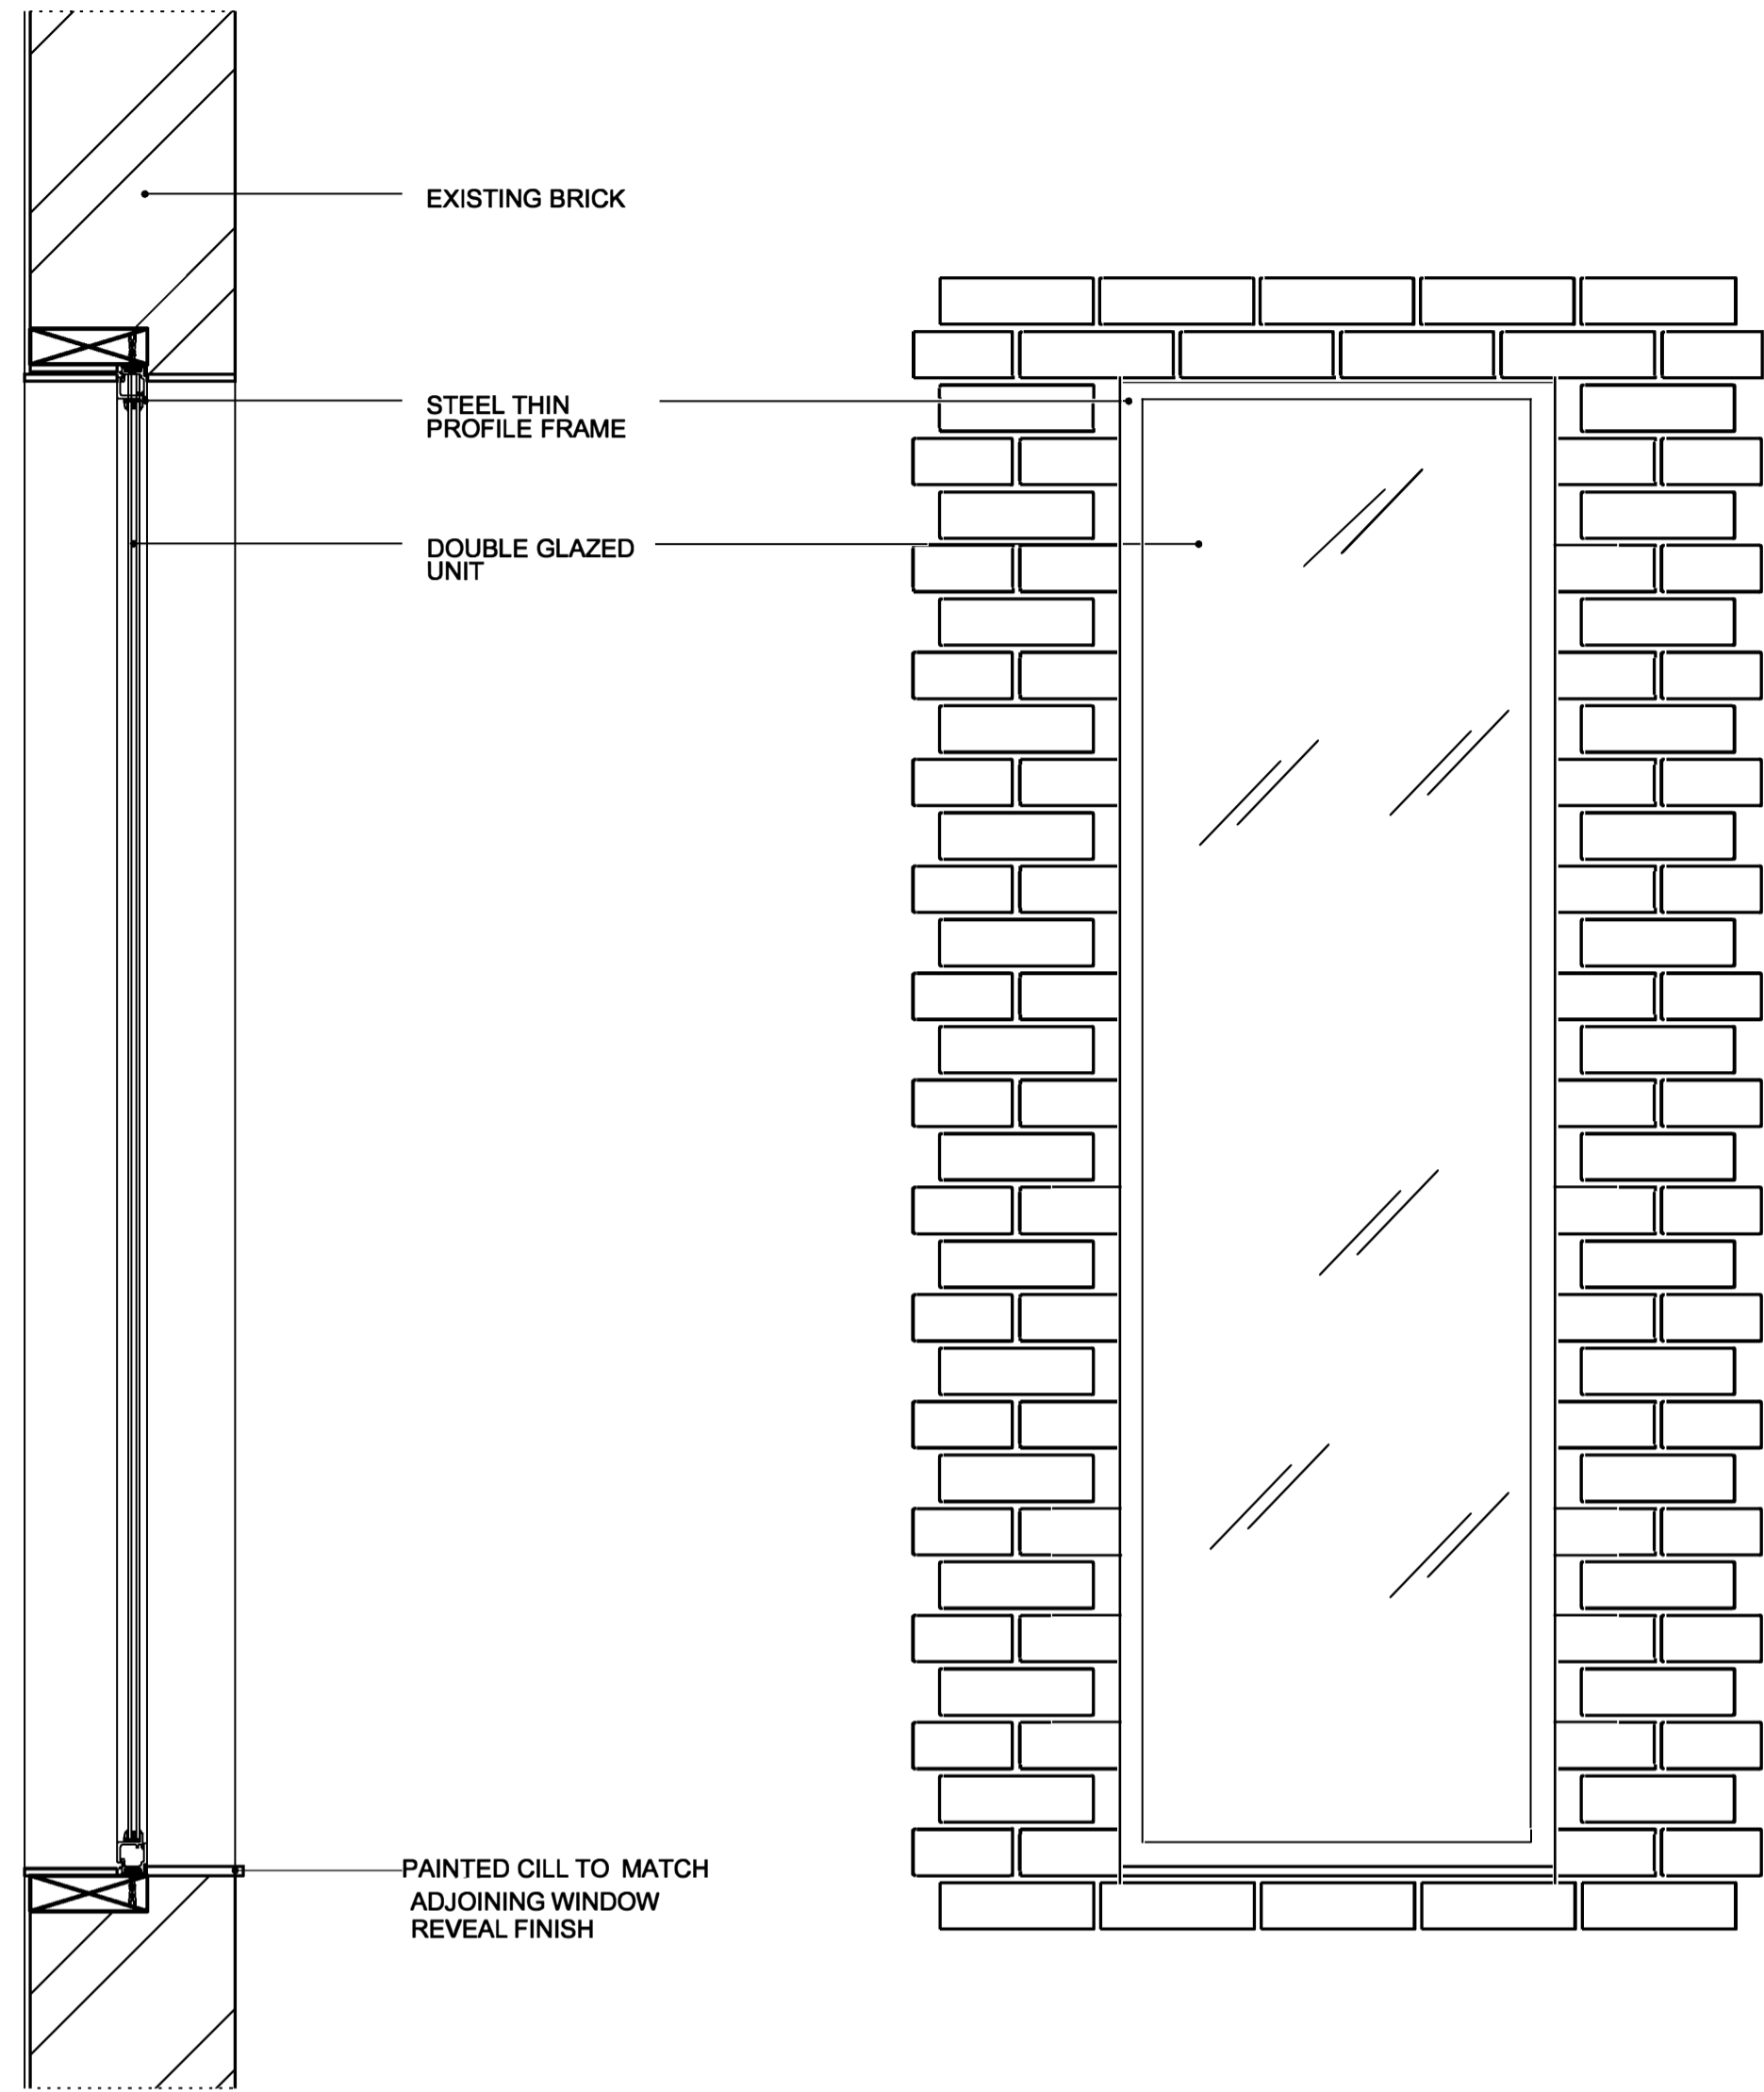 EXISTING BRICK
STEEL THIN
PROFILE FRAME
DOUBLE GLAZED
UNIT
PAINTED CILL TO MATCH
ADJOINING WINDOW
REVEAL FINISH